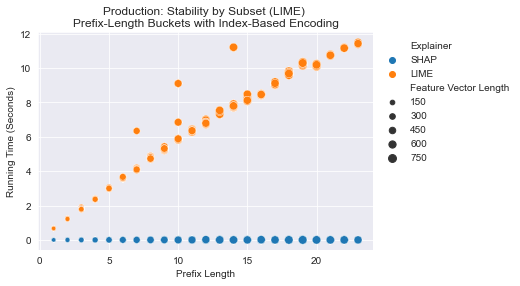 Production: Stability by Subset (LIME)
Prefix-Length Buckets with Index-Based Encoding
12
10
8
6
4
2
0
Running Time (Seconds)
0
5
10
15
20
Prefix Length
Explainer
SHAP
LIME
Feature Vector Length
150
300
450
600
750